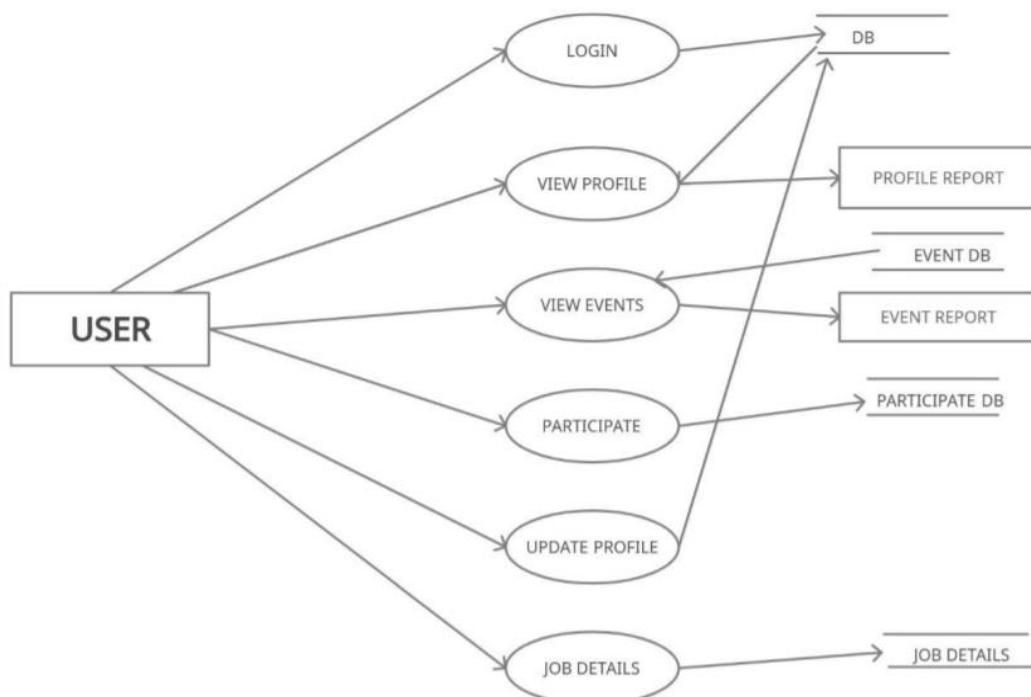 LOGIN
DB
VIEW PROFILE
PROFILE REPORT
EVENT DB
VIEW EVENTS
EVENT REPORT
USER
PARTICIPATE
PARTICIPATE DB
UPDATE PROFILE
JOB DETAILS
JOB DETAILS